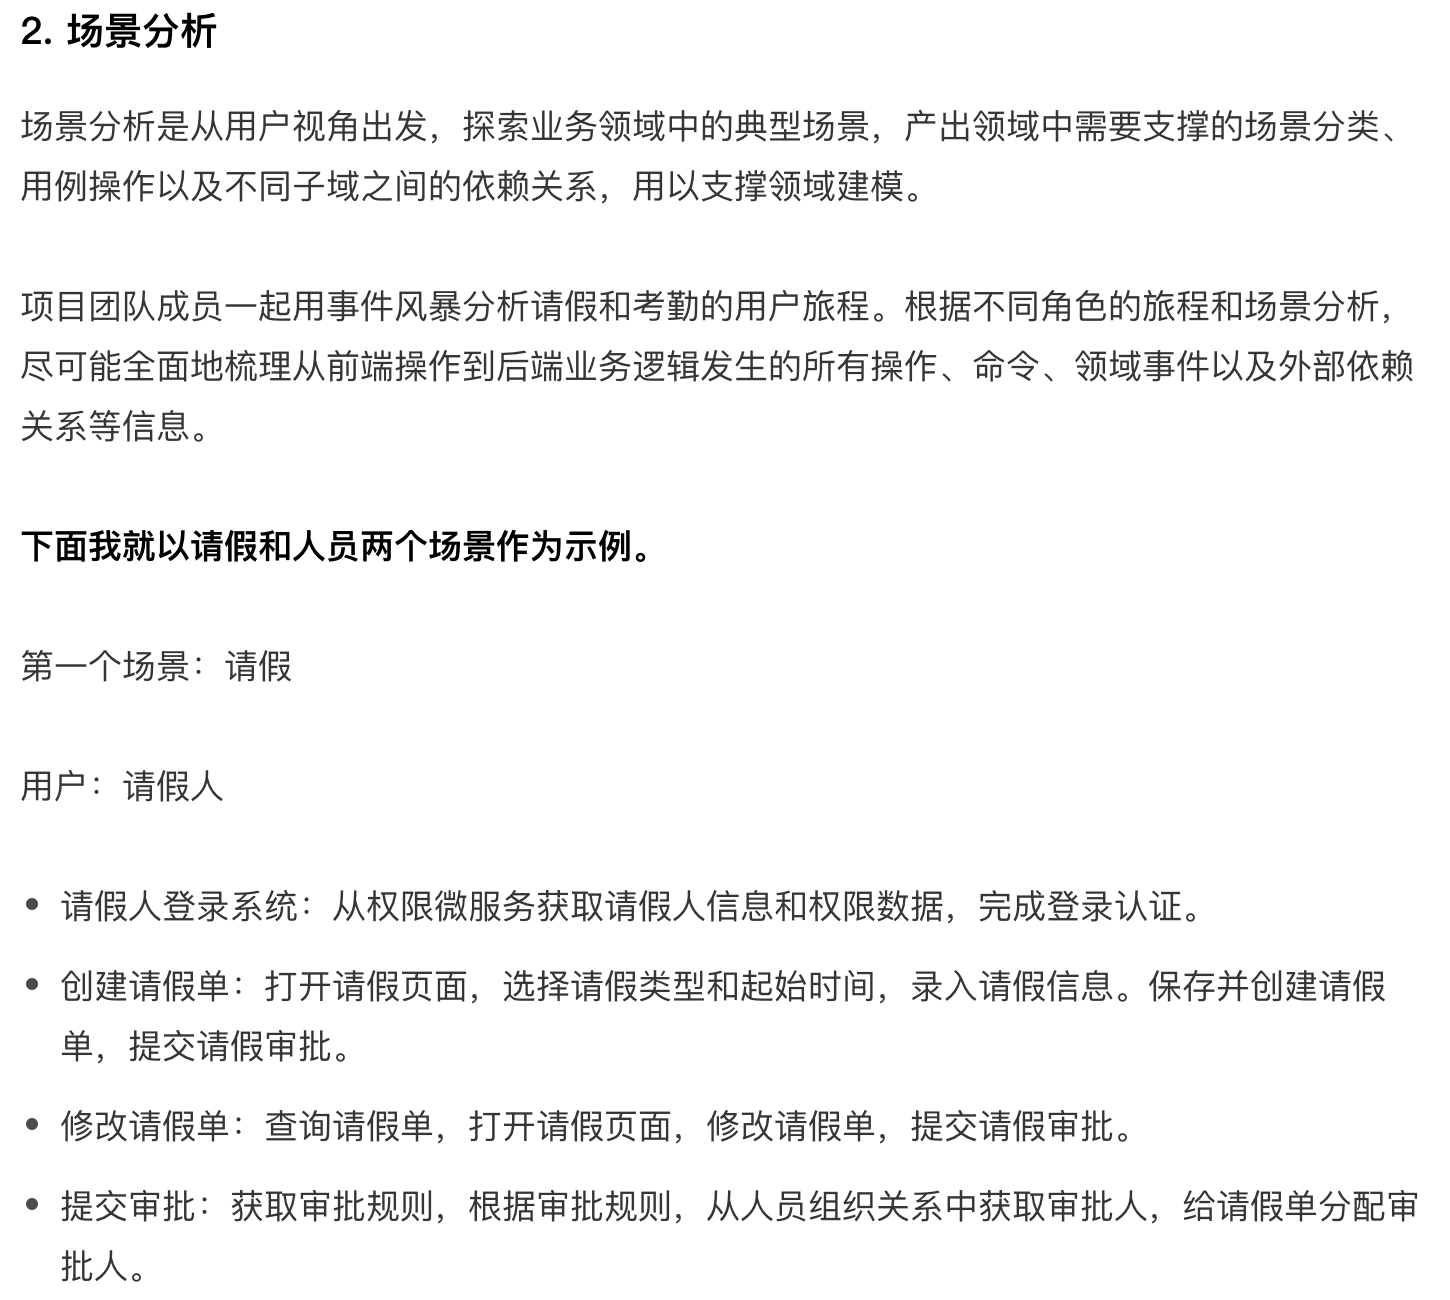 2. 场景分析
场景分析是从用户视角出发，探索业务领域中的典型场景，产出领域中需要支撑的场景分类、
用例操作以及不同子域之间的依赖关系，用以支撑领域建模。
项目团队成员一起用事件风暴分析请假和考勤的用户旅程。根据不同角色的旅程和场景分析，
尽可能全面地梳理从前端操作到后端业务逻辑发生的所有操作、命令、领域事件以及外部依赖
关系等信息。
下面我就以请假和人员两个场景作为示例。
第一个场景：请假
用户：请假人
• 请假人登录系统：从权限微服务获取请假人信息和权限数据，完成登录认证。
• 创建请假单：打开请假页面，选择请假类型和起始时间，录入请假信息。保存并创建请假
单，提交请假审批。
• 修改请假单：查询请假单，打开请假页面，修改请假单，提交请假审批。
• 提交审批：获取审批规则，根据审批规则，从人员组织关系中获取审批人，给请假单分配审
批人。